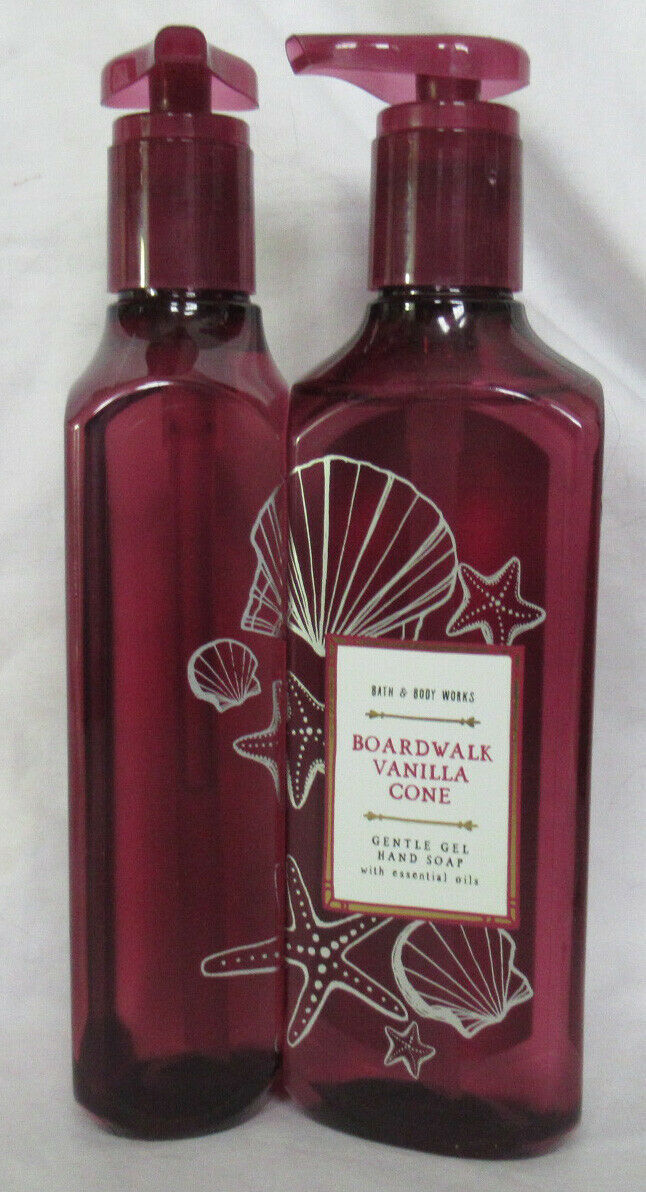 BATH & BODY WORKS
BOARDWALK
VANILLA
CONE
GENTLE GEL
HAND SOAP
with essential oils